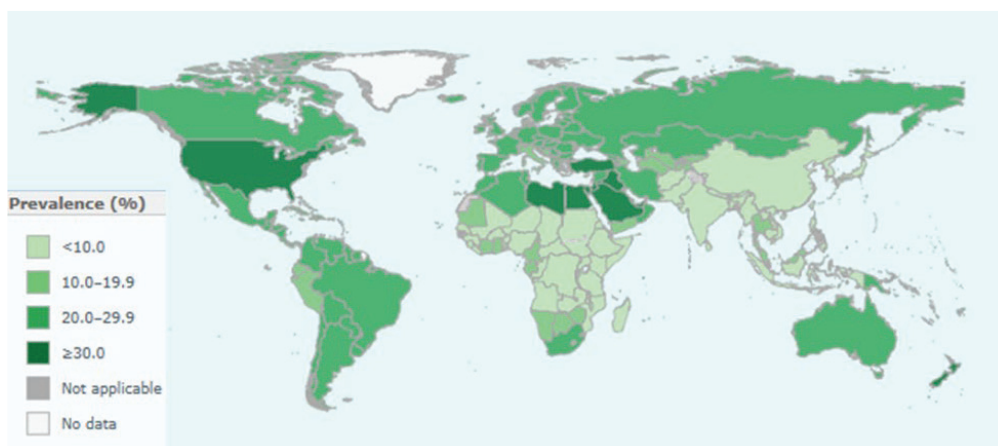 Prevalence (%)
<10.0
10.0–19.9
20.0–29.9
≥30.0
Not applicable
No data